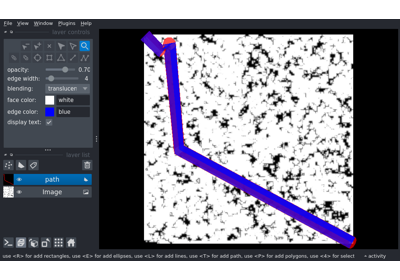 File View Window Plugins Help
layer controls
opacity: 0.70
edge width: 4
blending: translucen
face color: white
edge color: blue
display text:
layer list
path
Image
use <R> for add rectangles, use <E> for add ellipses, use <L> for add lines, use <T> for add path, use <P> for add polygons, use <4> for select activity